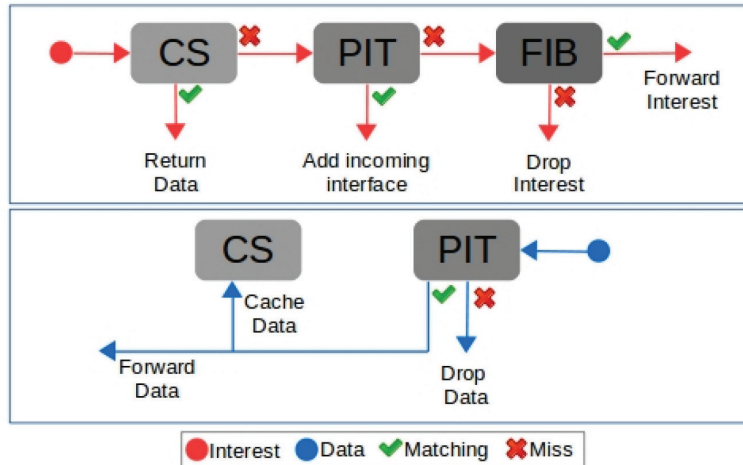 CS
PIT
FIB
Forward
Interest
Return
Data
Add incoming
interface
Drop
Interest
CS
PIT
Cache
Data
Forward
Data
Drop
Data
Interest Data Matching Miss